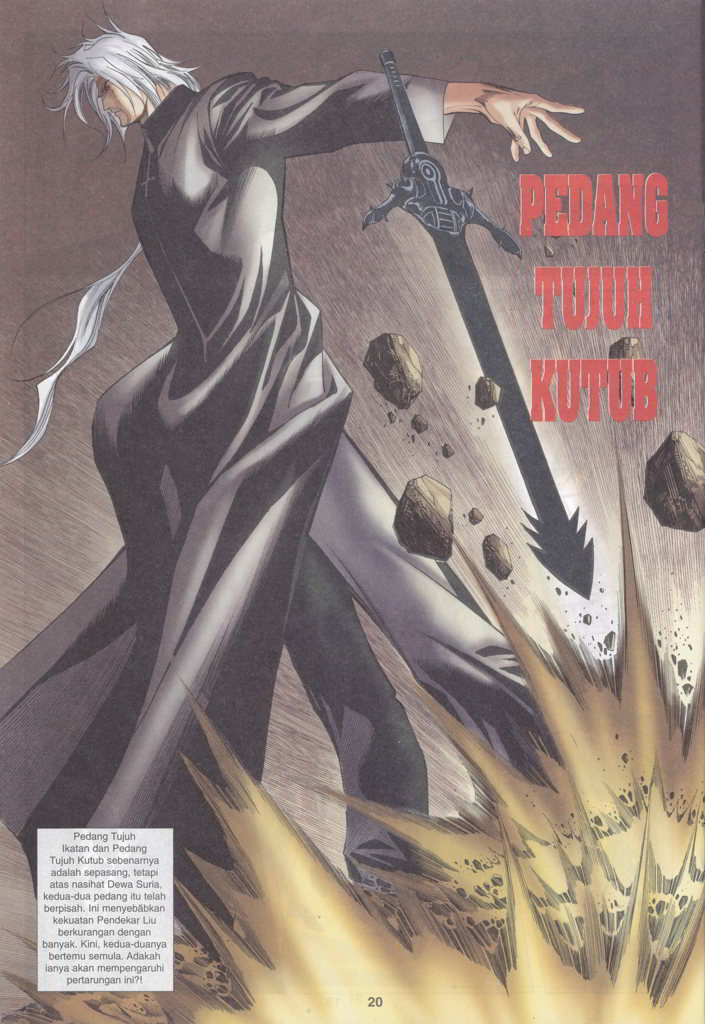 PEDANG
TUJUH
KUTUB
Pedang Tujuh
Ikatan dan Pedang
Tujuh Kutub sebenarnya
adalah sepasang, tetapi
atas nasihat Dewa Suria,
kedua-dua pedang itu telah
berpisah. Ini menyebabkan
kekuatan Pendekar Liu
berkurangan dengan
banyak. Kini, kedua-duanya
bertemu semula. Adakah
ianya akan mempengaruhi
pertarungan ini?!
20